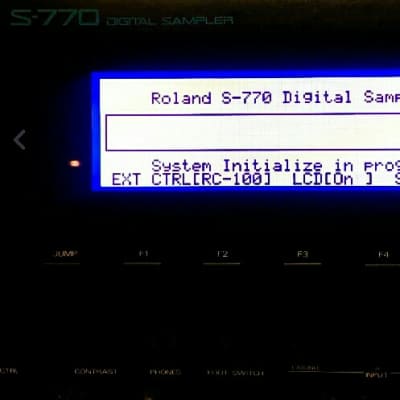 S-770 DIGITAL SAMPLER
Roland S-770 Digital Samp
System Initialize in prog
EXT CTRL[RC-100] LCD[On ] S
JUMP F1 F2 F3 F4
CTRL CONTRAST PHONES FOOT SWITCH INPUT